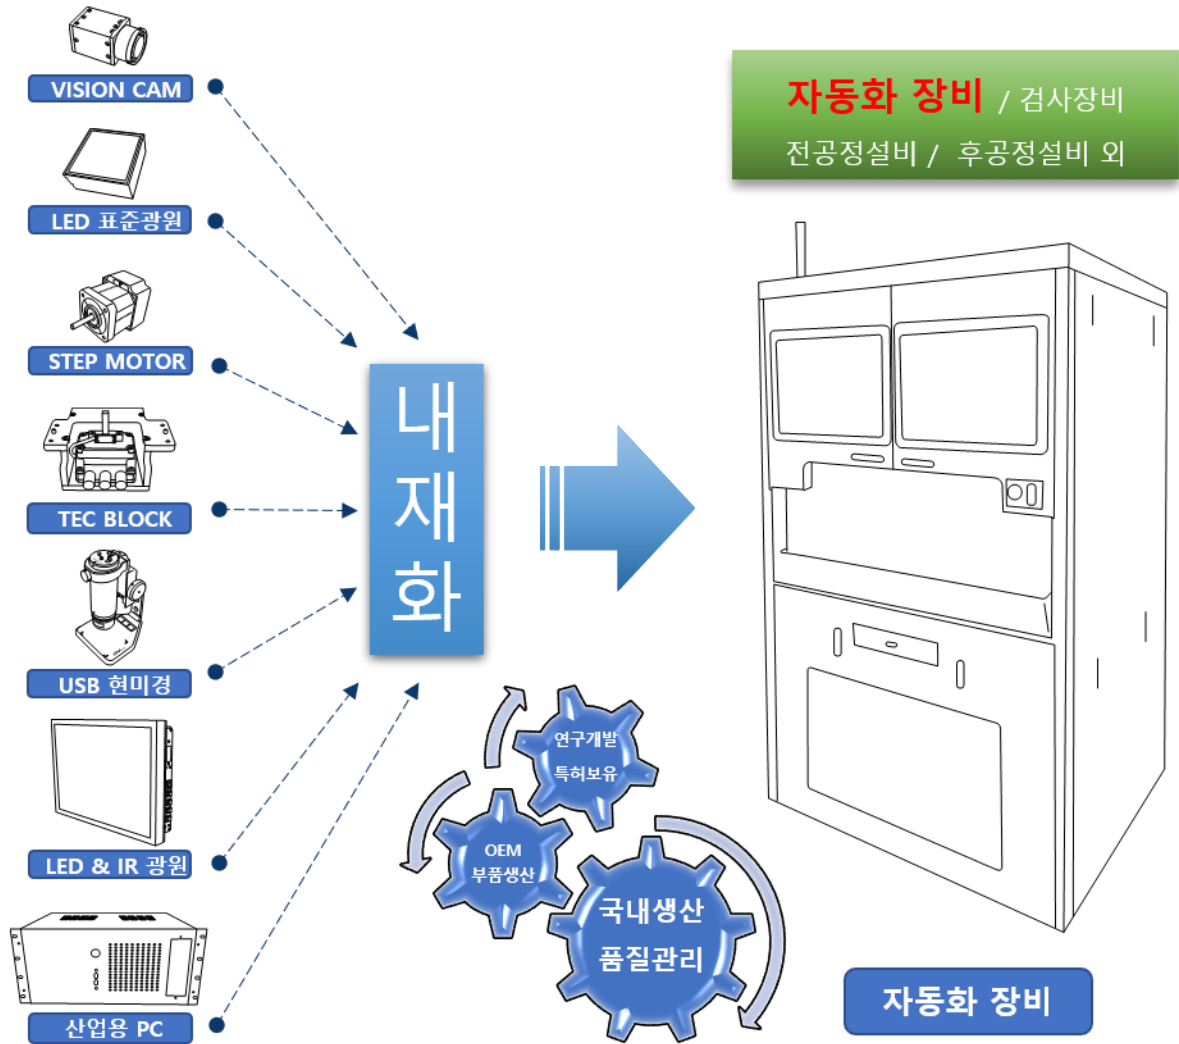 VISION CAM
LED 표준광원
STEP MOTOR
TEC BLOCK
USB 현미경
LED & IR 광원
산업용 PC
내
재
화
연구개발
특허보유
OEM
부품생산
국내생산
품질관리
자동화 장비 / 검사장비
전공정설비 / 후공정설비 외
자동화 장비